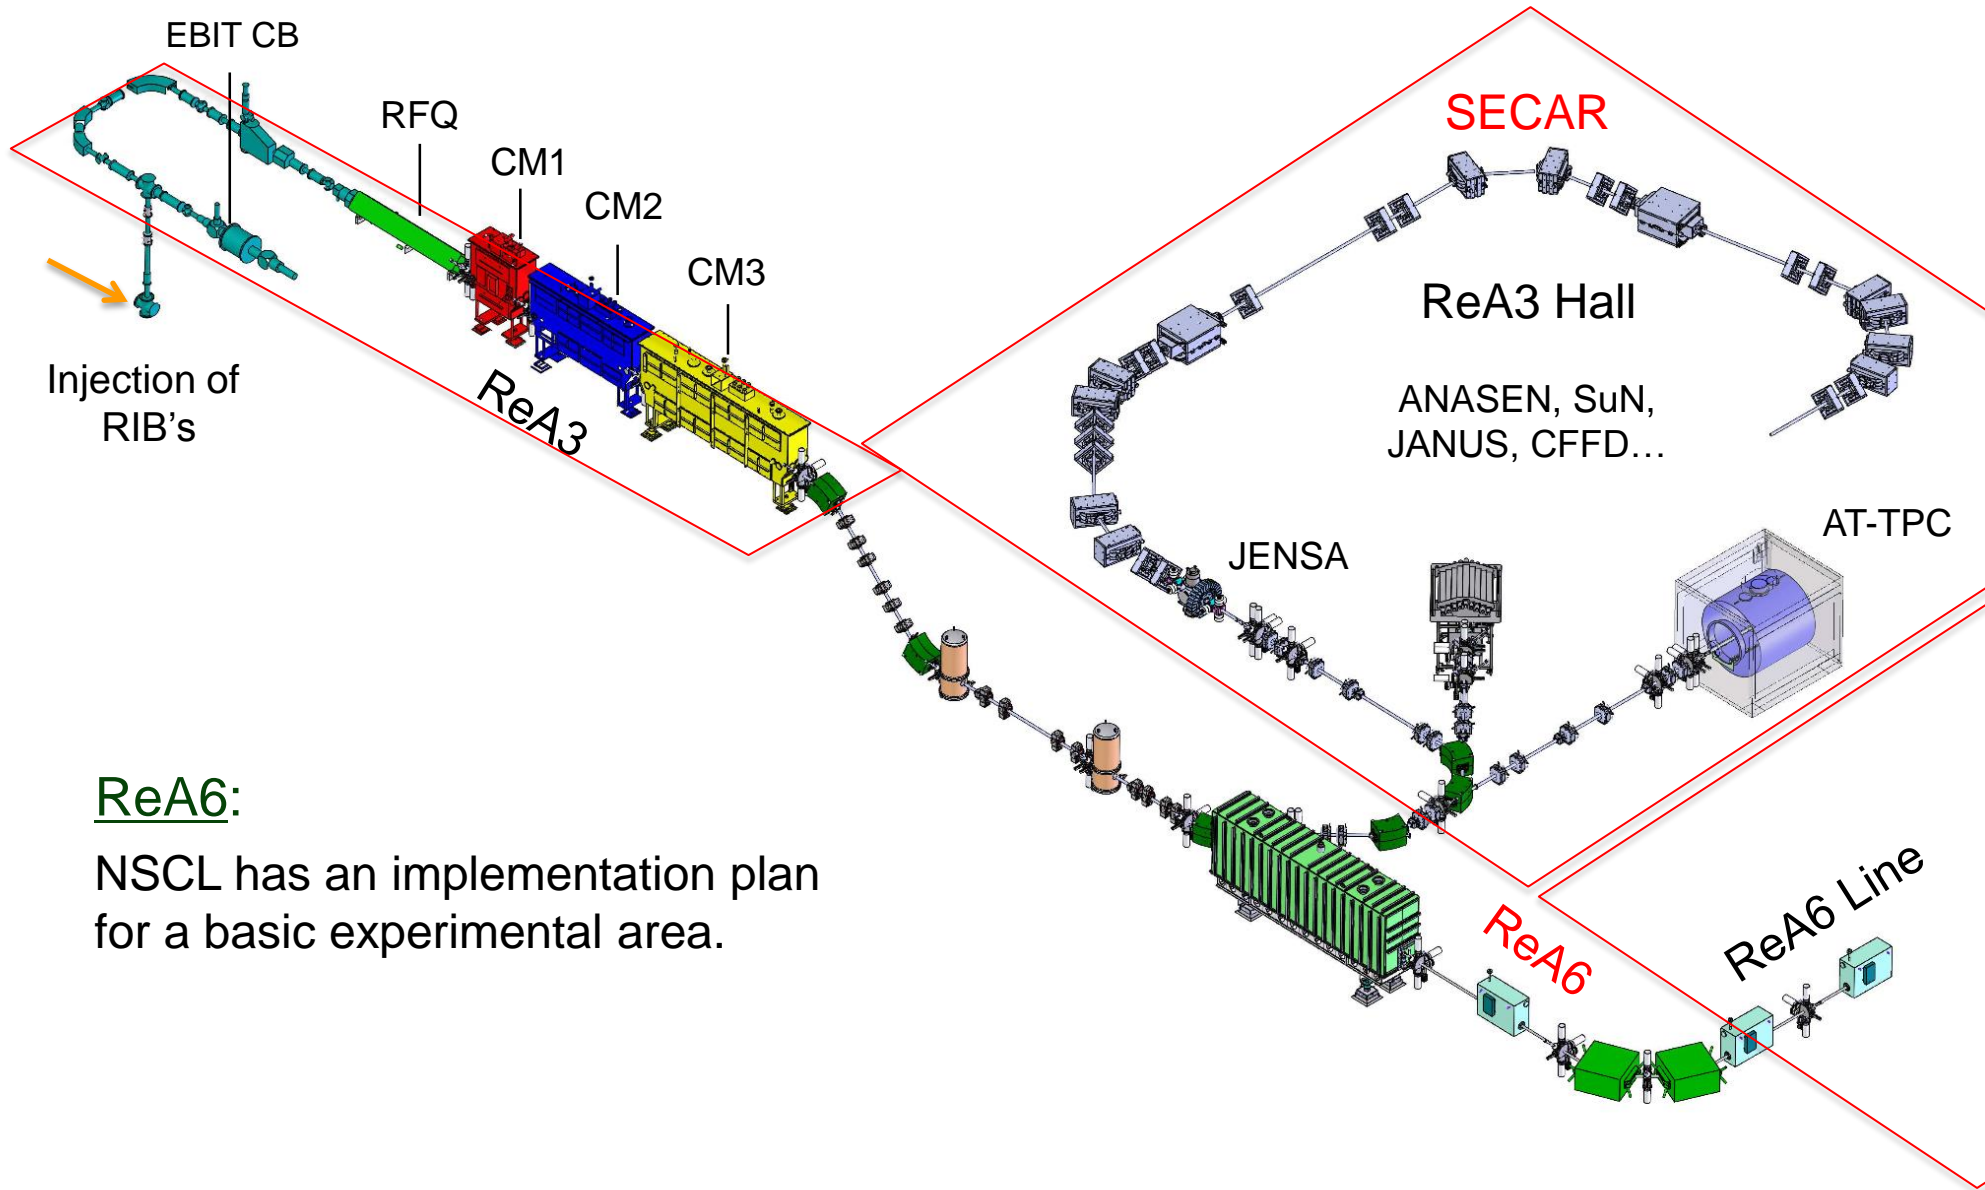 EBIT CB
RFQ
CM1
CM2
CM3
Injection of
RIB's
ReA3
SECAR
ReA3 Hall
ANASEN, SuN,
JANUS, CFFD…
JENSA
AT-TPC
ReA6:
NSCL has an implementation plan
for a basic experimental area.
ReA6
ReA6 Line